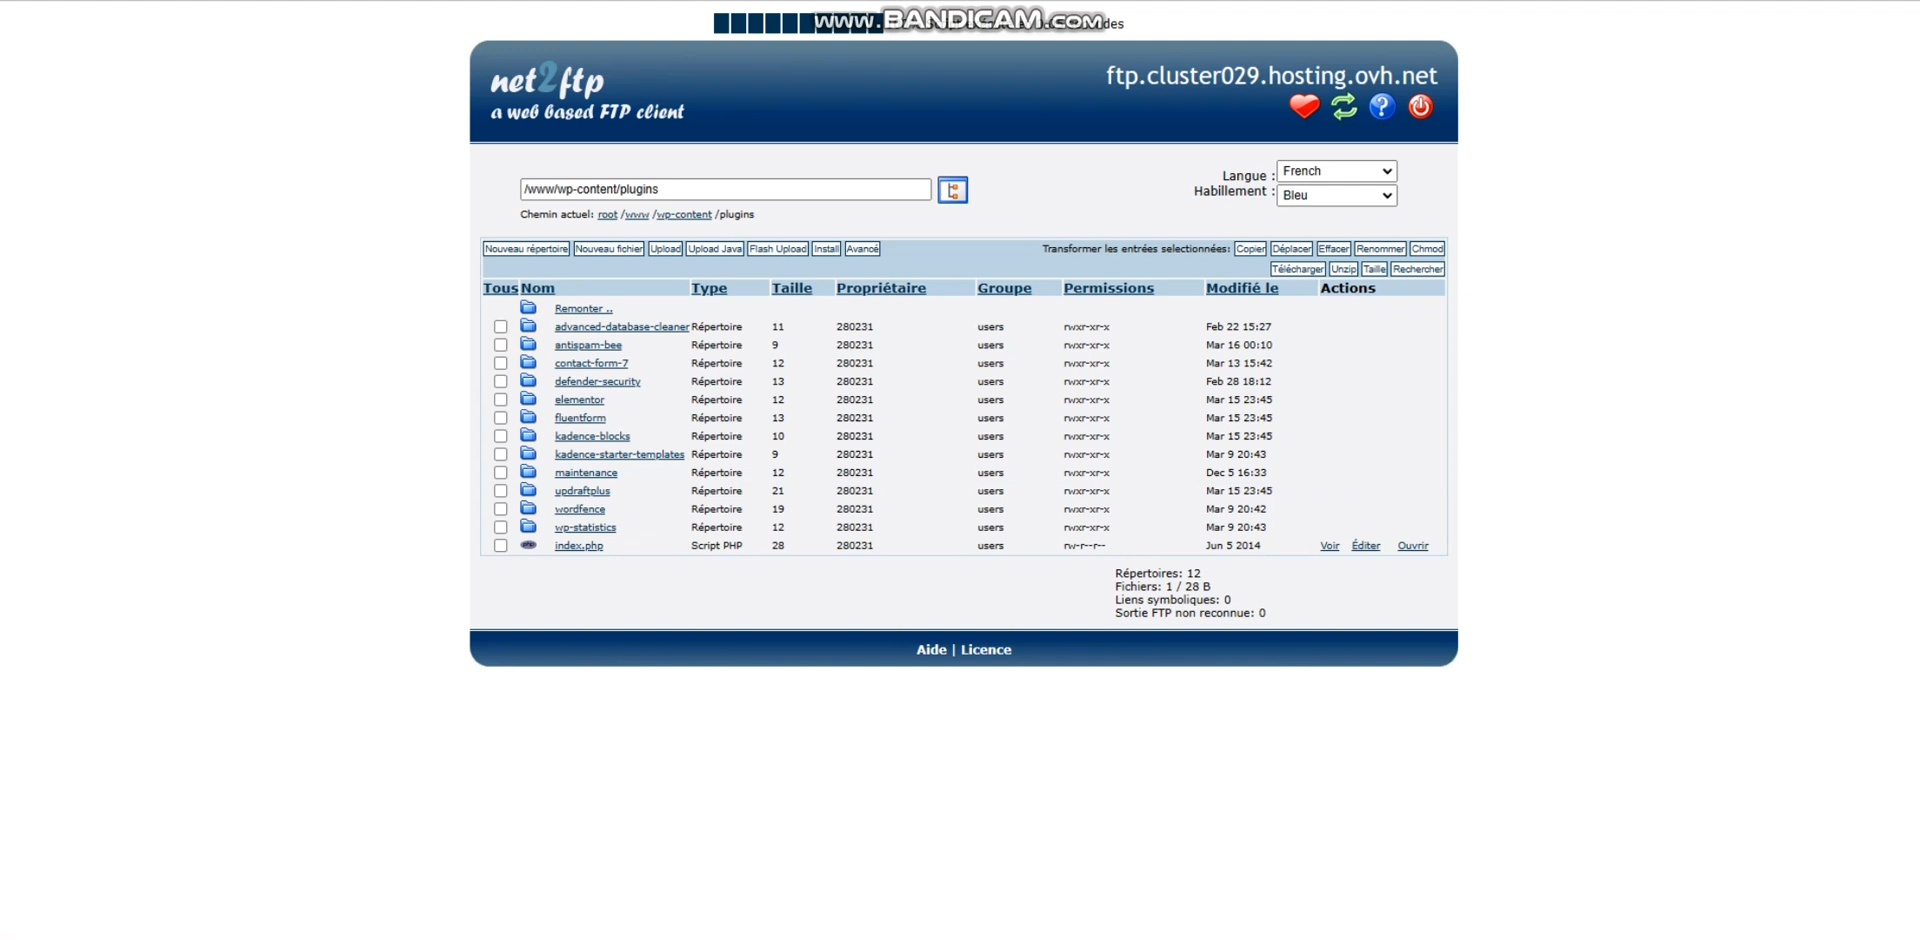 www.BANDICAM.com des
net2ftp
a web based FTP client
ftp.cluster029.hosting.ovh.net
/www/wp-content/plugins
Langue : French
Habillement : Bleu
Chemin actuel: root /www /wp-content /plugins
Nouveau répertoire Nouveau fichier Upload Upload Java Flash Upload Install Avancé Transformer les entrées selectionnées: Copier Déplacer Effacer Renommer Chmod
Télécharger Unzip Taille Rechercher
Tous Nom Type Taille Propriétaire Groupe Permissions Modifié le Actions
Remonter ..
advanced-database-cleaner Répertoire 11 280231 users rwxr-xr-x Feb 22 15:27
antispam-bee Répertoire 9 280231 users rwxr-xr-x Mar 16 00:10
contact-form-7 Répertoire 12 280231 users rwxr-xr-x Mar 13 15:42
defender-security Répertoire 13 280231 users rwxr-xr-x Feb 28 18:12
elementor Répertoire 12 280231 users rwxr-xr-x Mar 15 23:45
fluentform Répertoire 13 280231 users rwxr-xr-x Mar 15 23:45
kadence-blocks Répertoire 10 280231 users rwxr-xr-x Mar 15 23:45
kadence-starter-templates Répertoire 9 280231 users rwxr-xr-x Mar 9 20:43
maintenance Répertoire 12 280231 users rwxr-xr-x Dec 5 16:33
updraftplus Répertoire 21 280231 users rwxr-xr-x Mar 15 23:45
wordfence Répertoire 19 280231 users rwxr-xr-x Mar 9 20:42
wp-statistics Répertoire 12 280231 users rwxr-xr-x Mar 9 20:43
index.php Script PHP 28 280231 users rw-r--r-- Jun 5 2014 Voir Éditer Ouvrir
Répertoires: 12
Fichiers: 1 / 28 B
Liens symboliques: 0
Sortie FTP non reconnue: 0
Aide | Licence